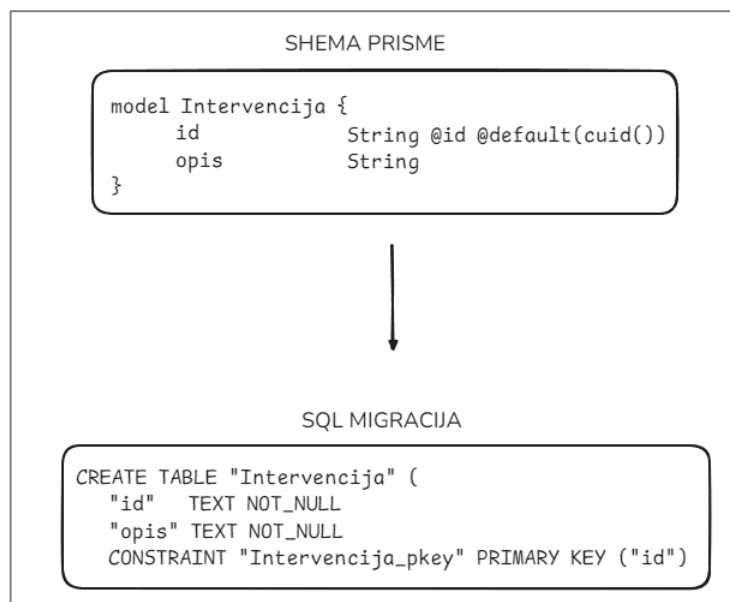 SHEMA PRISME
model Intervencija {
id String @id @default(cuid())
opis String
}
SQL MIGRACIJA
CREATE TABLE "Intervencija" (
"id" TEXT NOT_NULL
"opis" TEXT NOT_NULL
CONSTRAINT "Intervencija_pkey" PRIMARY KEY ("id")